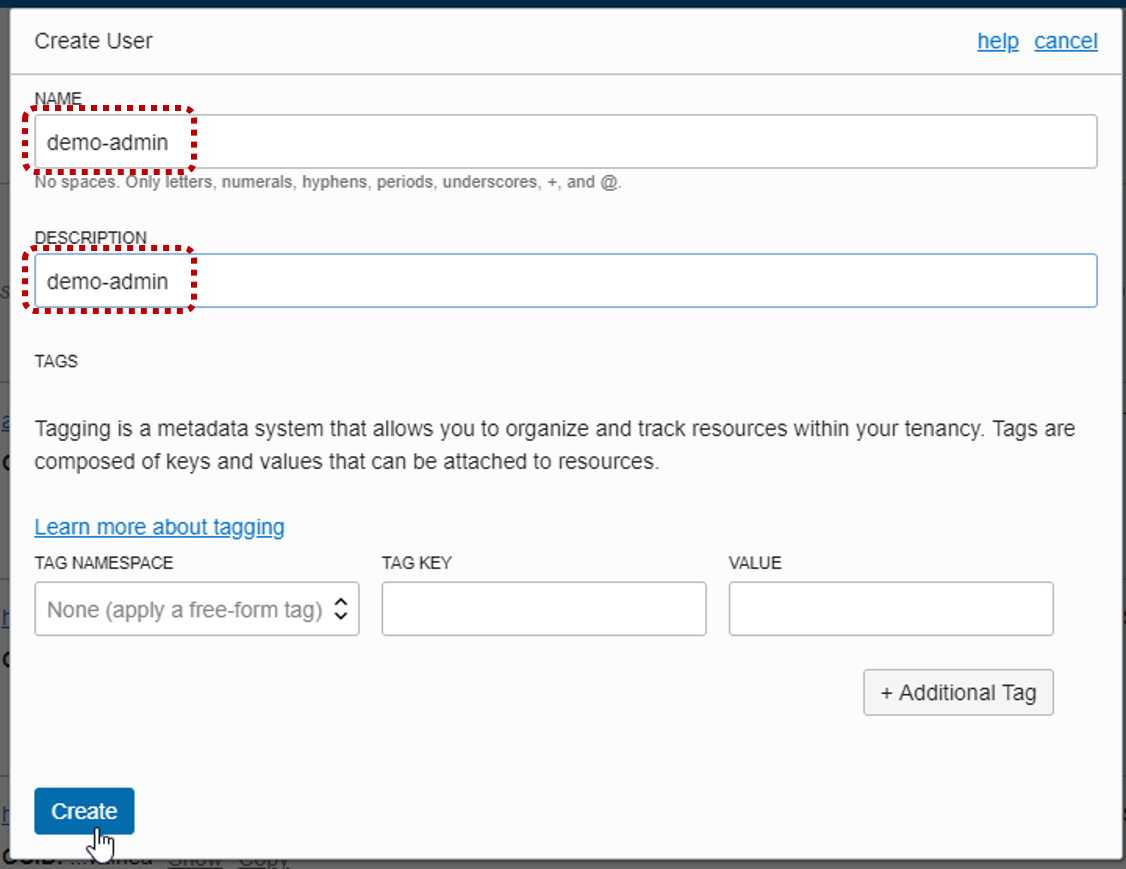 Create User
help cancel
NAME
demo-admin
No spaces. Only letters, numerals, hyphens, periods, underscores, +, and @.
DESCRIPTION
demo-admin
TAGS
Tagging is a metadata system that allows you to organize and track resources within your tenancy. Tags are
composed of keys and values that can be attached to resources.
Learn more about tagging
TAG NAMESPACE TAG KEY VALUE
None (apply a free-form tag)
+ Additional Tag
Create
Show Copy